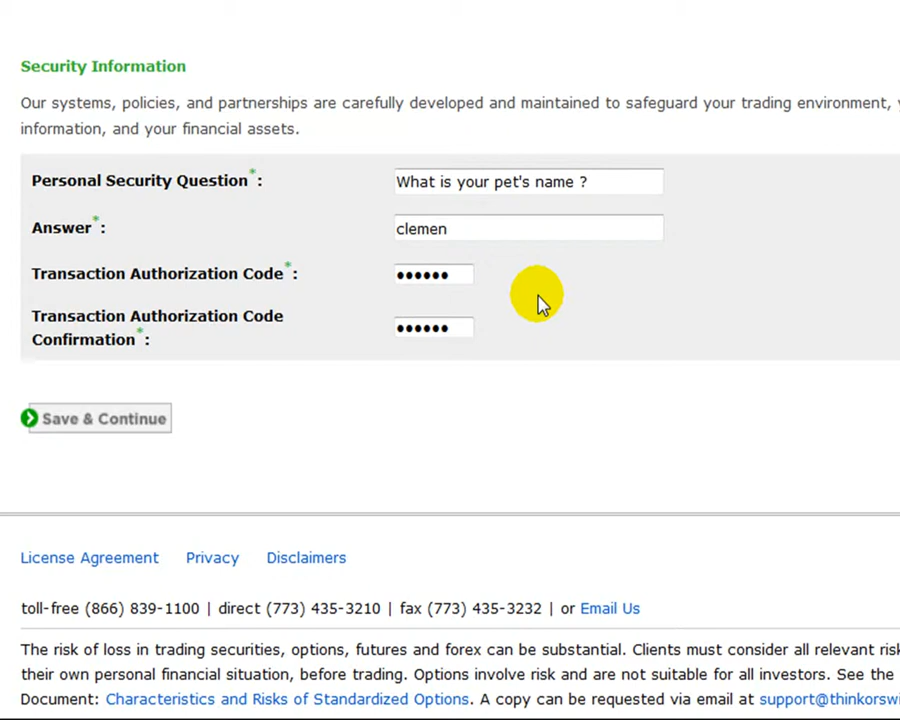 Security Information
Our systems, policies, and partnerships are carefully developed and maintained to safeguard your trading environment,
information, and your financial assets.
Personal Security Question*: What is your pet's name ?
Answer*: clemen
Transaction Authorization Code*: ••••••
Transaction Authorization Code
Confirmation*: ••••••
Save & Continue
License Agreement Privacy Disclaimers
toll-free (866) 839-1100 | direct (773) 435-3210 | fax (773) 435-3232 | or Email Us
The risk of loss in trading securities, options, futures and forex can be substantial. Clients must consider all relevant
their own personal financial situation, before trading. Options involve risk and are not suitable for all investors. See the
Document: Characteristics and Risks of Standardized Options. A copy can be requested via email at